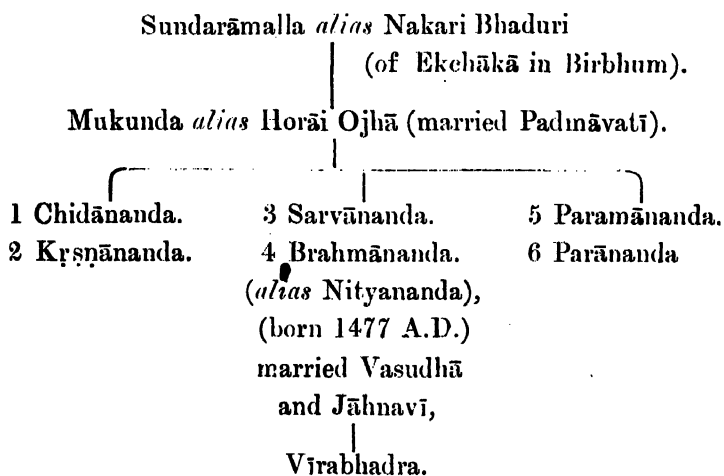 Sundarāmalla alias Nakari Bhaduri
(of Ekchākā in Birbhum).
Mukunda alias Horāi Ojhā (married Padmāvatī).
1 Chidānanda. 3 Sarvānanda. 5 Paramānanda.
2 Kṛṣṇānanda. 4 Brahmānanda. 6 Parānanda
(alias Nityananda),
(born 1477 A.D.)
married Vasudhā
and Jāhnavī,
Vīrabhadra.